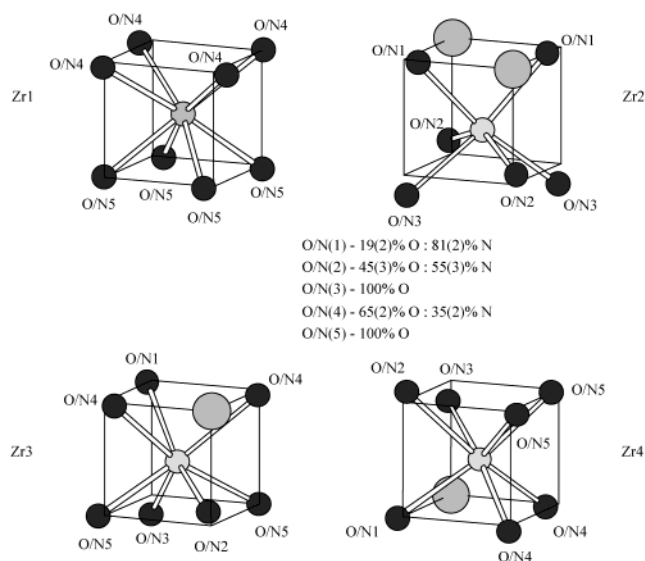 O/N4
O/N4
O/N4
O/N4
Zr1
O/N5
O/N5
O/N5
O/N5
O/N1
O/N1
Zr2
O/N2
O/N2
O/N3
O/N3
O/N(1) - 19(2)% O : 81(2)% N
O/N(2) - 45(3)% O : 55(3)% N
O/N(3) - 100% O
O/N(4) - 65(2)% O : 35(2)% N
O/N(5) - 100% O
O/N1
O/N4
O/N4
Zr3
O/N5
O/N3
O/N2
O/N5
O/N2
O/N3
O/N5
O/N5
Zr4
O/N1
O/N4
O/N4